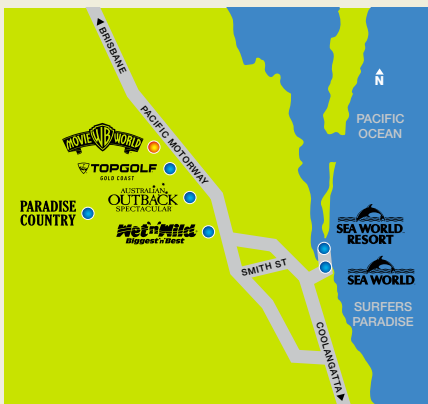 BRISBANE
PACIFIC MOTORWAY
N
PACIFIC
OCEAN
MOVIE WB WORLD
TOPGOLF
GOLD COAST
AUSTRALIAN
OUTBACK
SPECTACULAR
PARADISE
COUNTRY
Wet'n'Wild
Biggest'n'Best
SEA WORLD
RESORT
SMITH ST
SEA WORLD
SURFERS
PARADISE
COOLANGATTA